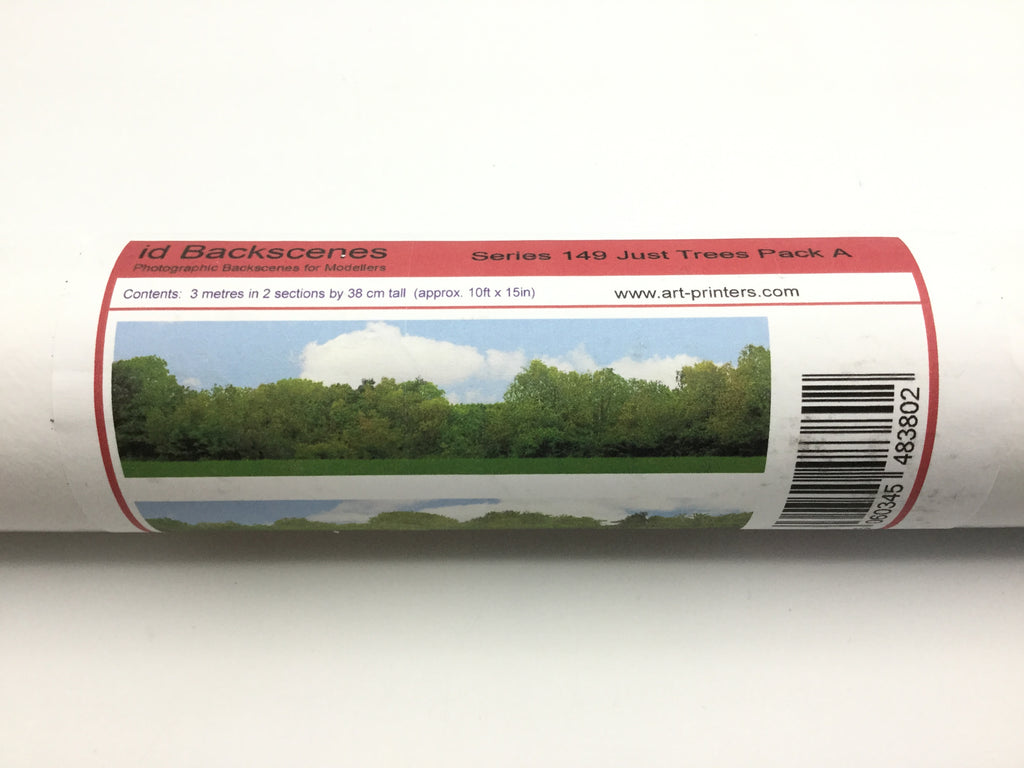 id Backscenes
Photographic Backscenes for Modellers
Series 149 Just Trees Pack A
Contents: 3 metres in 2 sections by 38 cm tall (approx. 10ft x 15in)
www.art-printers.com
060345 483802